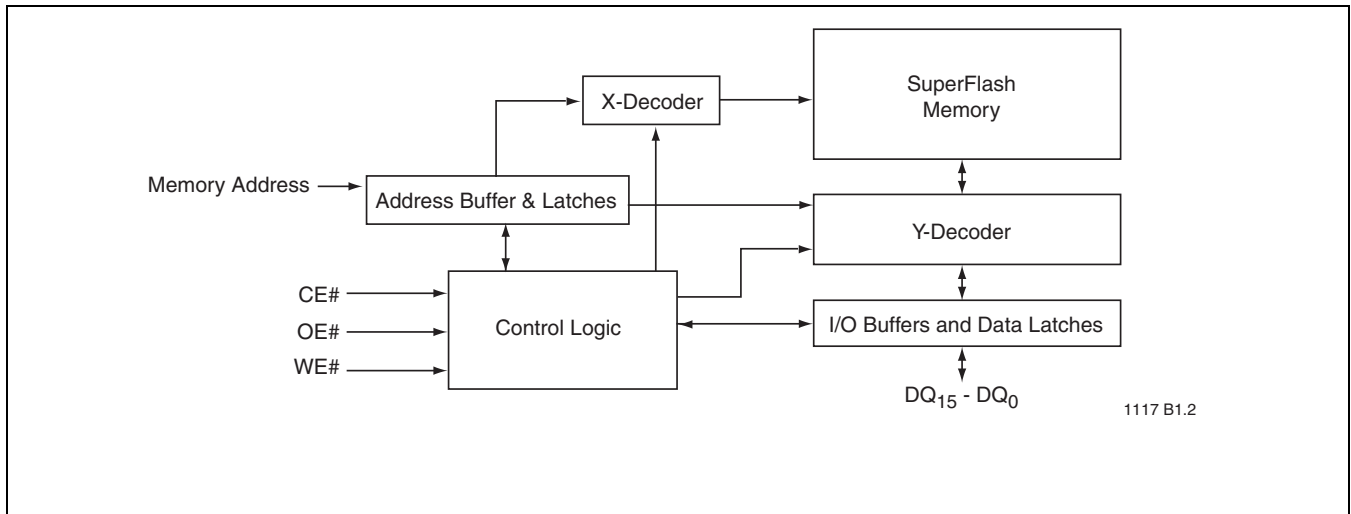 X-Decoder
SuperFlash
Memory
Memory Address
Address Buffer & Latches
Y-Decoder
CE#
OE#
WE#
Control Logic
I/O Buffers and Data Latches
DQ15 - DQ0
1117 B1.2